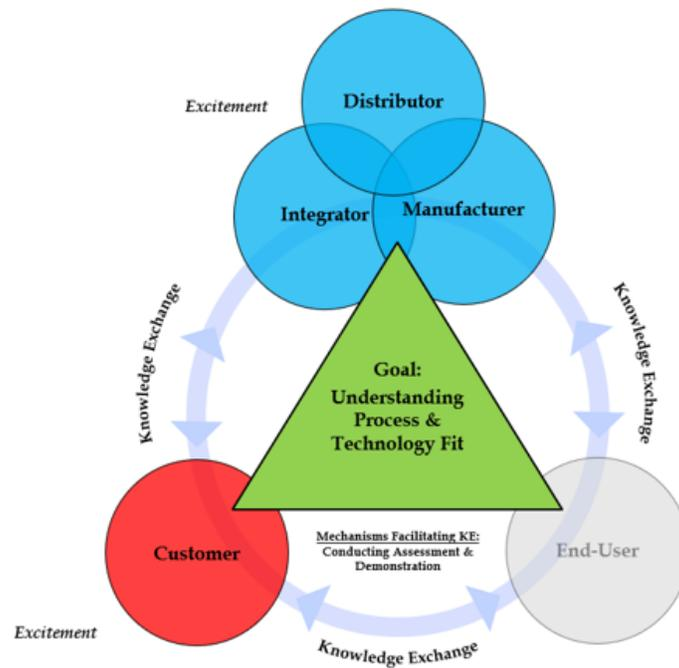 Distributor
Excitement
Integrator
Manufacturer
Knowledge Exchange
Knowledge Exchange
Goal:
Understanding
Process &
Technology Fit
Mechanisms Facilitating KE:
Conducting Assessment &
Demonstration
Customer
End-User
Excitement
Knowledge Exchange